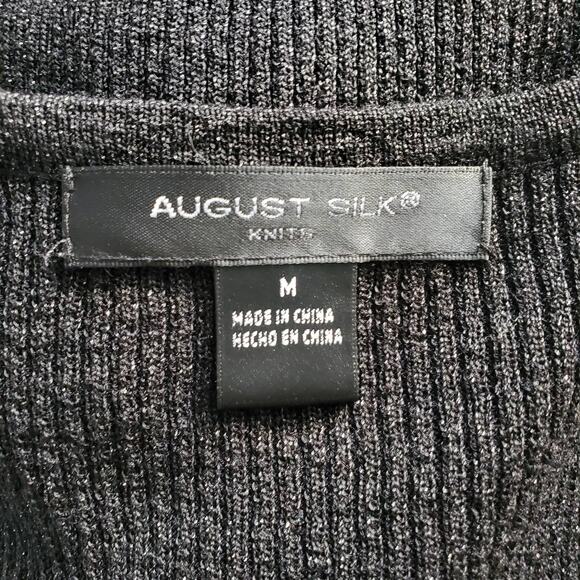 AUGUST SILK®
KNITS
M
MADE IN CHINA
HECHO EN CHINA